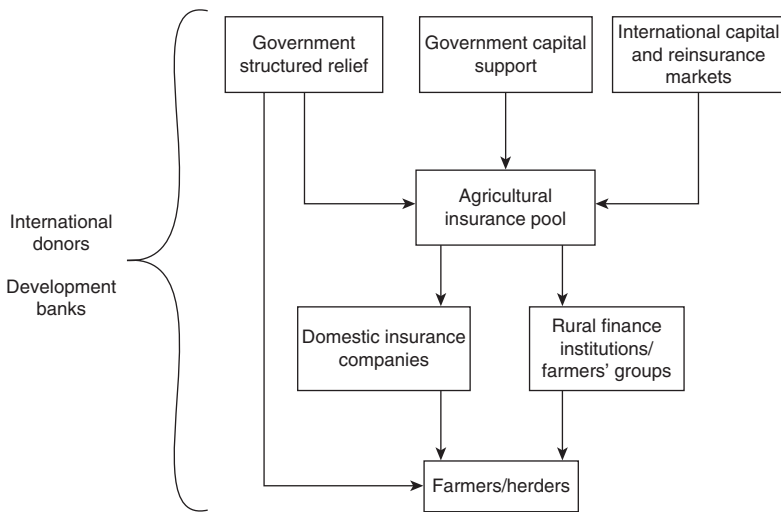 Government
structured relief
Government capital
support
International capital
and reinsurance
markets
Agricultural
insurance pool
International
donors
Development
banks
Domestic insurance
companies
Rural finance
institutions/
farmers’ groups
Farmers/herders